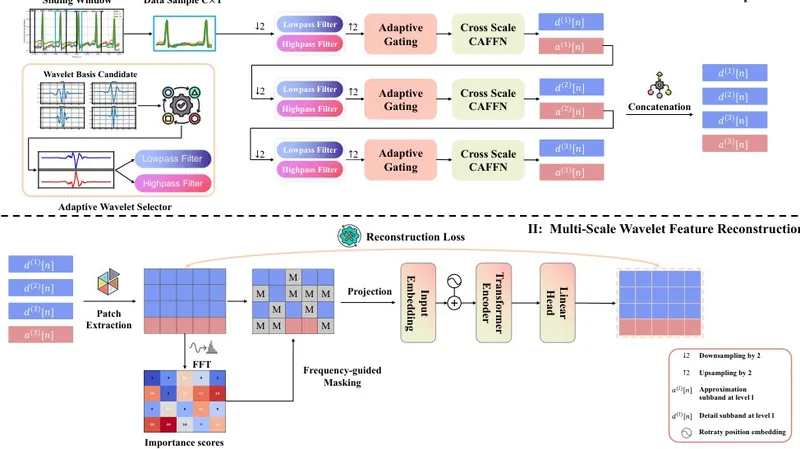 Sliding Window
Data Sample C×T
↓2
Lowpass Filter
Highpass Filter
↑2
Adaptive
Gating
Cross Scale
CAFFN
d⁽¹⁾[n]
a⁽¹⁾[n]
↓2
Lowpass Filter
Highpass Filter
↑2
Adaptive
Gating
Cross Scale
CAFFN
d⁽²⁾[n]
a⁽²⁾[n]
↓2
Lowpass Filter
Highpass Filter
↑2
Adaptive
Gating
Cross Scale
CAFFN
d⁽³⁾[n]
a⁽³⁾[n]
Concatenation
d⁽¹⁾[n]
d⁽²⁾[n]
d⁽³⁾[n]
a⁽³⁾[n]
Wavelet Basis Candidate
Lowpass Filter
Highpass Filter
Adaptive Wavelet Selector
II: Multi-Scale Wavelet Feature Reconstruction
Reconstruction Loss
d⁽¹⁾[n]
d⁽²⁾[n]
d⁽³⁾[n]
a⁽³⁾[n]
Patch
Extraction
FFT
Importance scores
M
M M M M
M M
M M M
Frequency-guided
Masking
Projection
Input
Embedding
Transformer
Encoder
Linear
Head
↓2 Downsampling by 2
↑2 Upsampling by 2
a⁽ˡ⁾[n] Approximation
subband at level l
d⁽ˡ⁾[n] Detail subband at level l
Rotraty position embedding